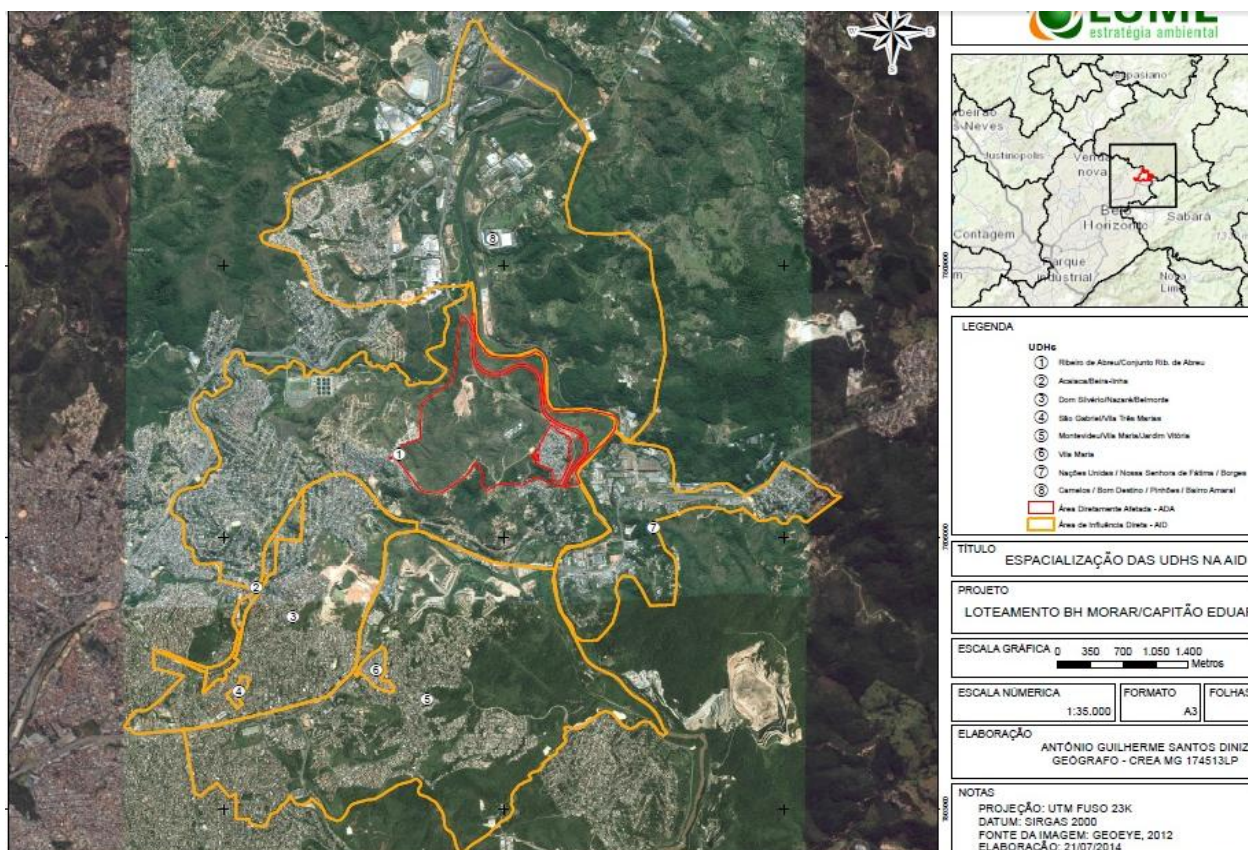 LUME
estratégia ambiental
N
W
E
S
Justinopolis
Venda
nova
Belo
Horizonte
Contagem
Sabará
Parque
Industrial
Nova
Lima
LEGENDA
UDHs
1 Ribeiro de Abreu/Conjunto Rib. de Abreu
2 Acaiaca/Beira-linha
3 Dom Silvério/Nazaré/Belmonte
4 São Gabriel/Vila Três Marias
5 Montevideu/Vila Maria/Jardim Vitória
6 Vila Maria
7 Nações Unidas / Nossa Senhora de Fátima / Borges
8 Camelos / Bom Destino / Pinhões / Bairro Amaral
Área Diretamente Afetada - ADA
Área de Influência Direta - AID
TÍTULO
ESPACIALIZAÇÃO DAS UDHS NA AID
PROJETO
LOTEAMENTO BH MORAR/CAPITÃO EDUAR
ESCALA GRÁFICA 0 350 700 1.050 1.400
Metros
ESCALA NÚMERICA
1:35.000
FORMATO
A3
FOLHAS
ELABORAÇÃO
ANTÔNIO GUILHERME SANTOS DINIZ
GEÓGRAFO - CREA MG 174513LP
NOTAS
PROJEÇÃO: UTM FUSO 23K
DATUM: SIRGAS 2000
FONTE DA IMAGEM: GEOEYE, 2012
ELABORAÇÃO: 21/07/2014
8
1
7
2
3
6
4
5